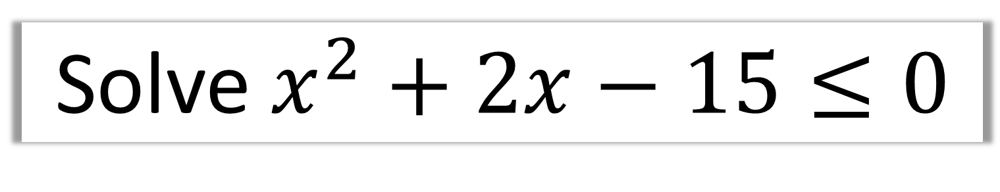 Solve x² + 2x − 15 ≤ 0